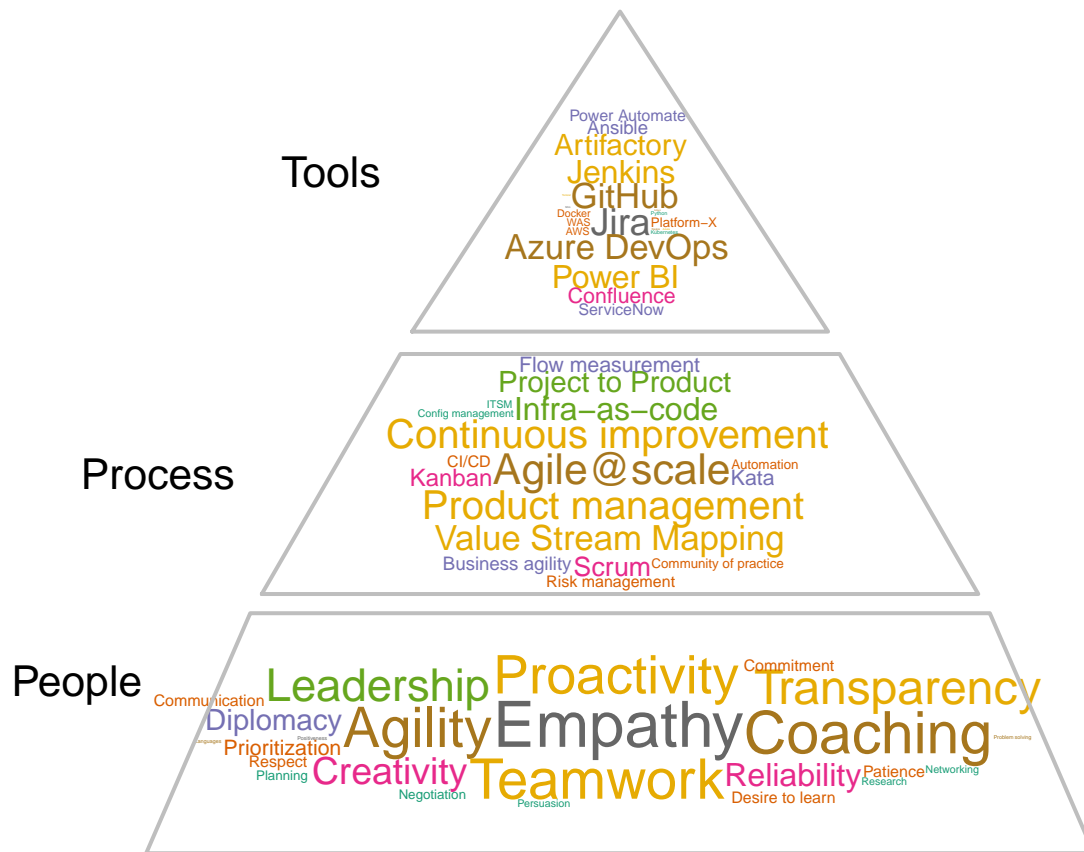 Tools
Power Automate
Ansible
Artifactory
Jenkins
GitHub
Docker
WAS
AWS
Jira
Python
Platform-X
Kubernetes
Azure DevOps
Power BI
Confluence
ServiceNow
Process
Flow measurement
Project to Product
ITSM
Config management
Infra-as-code
Continuous improvement
CI/CD
Kanban
Agile@scale
Automation
Kata
Product management
Value Stream Mapping
Business agility
Scrum
Community of practice
Risk management
People
Communication
Leadership
Proactivity
Commitment
Transparency
Diplomacy
Positiveness
Languages
Prioritization
Agility
Empathy
Coaching
Problem solving
Respect
Planning
Creativity
Negotiation
Teamwork
Persuasion
Reliability
Desire to learn
Patience
Research
Networking